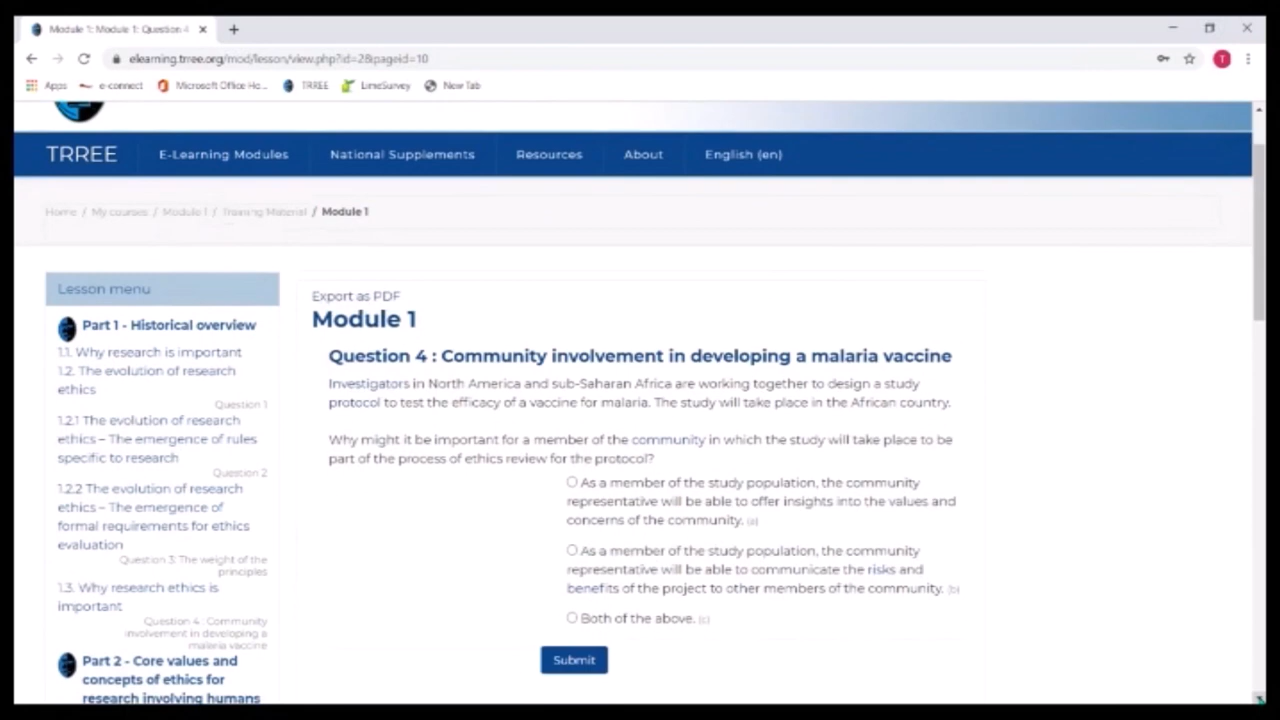 Module 1: Module 1: Question 4
elearning.trree.org/mod/lesson/view.php?id=2&pageid=10
T
Apps e-connect Microsoft Office Ho... TRREE LimeSurvey New Tab
TRREE E-Learning Modules National Supplements Resources About English (en)
Home / My courses / Module 1 / Training Material / Module 1
Lesson menu
Part 1 - Historical overview
1.1. Why research is important
1.2. The evolution of research
ethics
Question 1
1.2.1 The evolution of research
ethics – The emergence of rules
specific to research
Question 2
1.2.2 The evolution of research
ethics – The emergence of
formal requirements for ethics
evaluation
Question 3: The weight of the
principles
1.3. Why research ethics is
important
Question 4 : Community
involvement in developing a
malaria vaccine
Part 2 - Core values and
concepts of ethics for
research involving humans
Export as PDF
Module 1
Question 4 : Community involvement in developing a malaria vaccine
Investigators in North America and sub-Saharan Africa are working together to design a study
protocol to test the efficacy of a vaccine for malaria. The study will take place in the African country.
Why might it be important for a member of the community in which the study will take place to be
part of the process of ethics review for the protocol?
As a member of the study population, the community
representative will be able to offer insights into the values and
concerns of the community. (a)
As a member of the study population, the community
representative will be able to communicate the risks and
benefits of the project to other members of the community. (b)
Both of the above. (c)
Submit